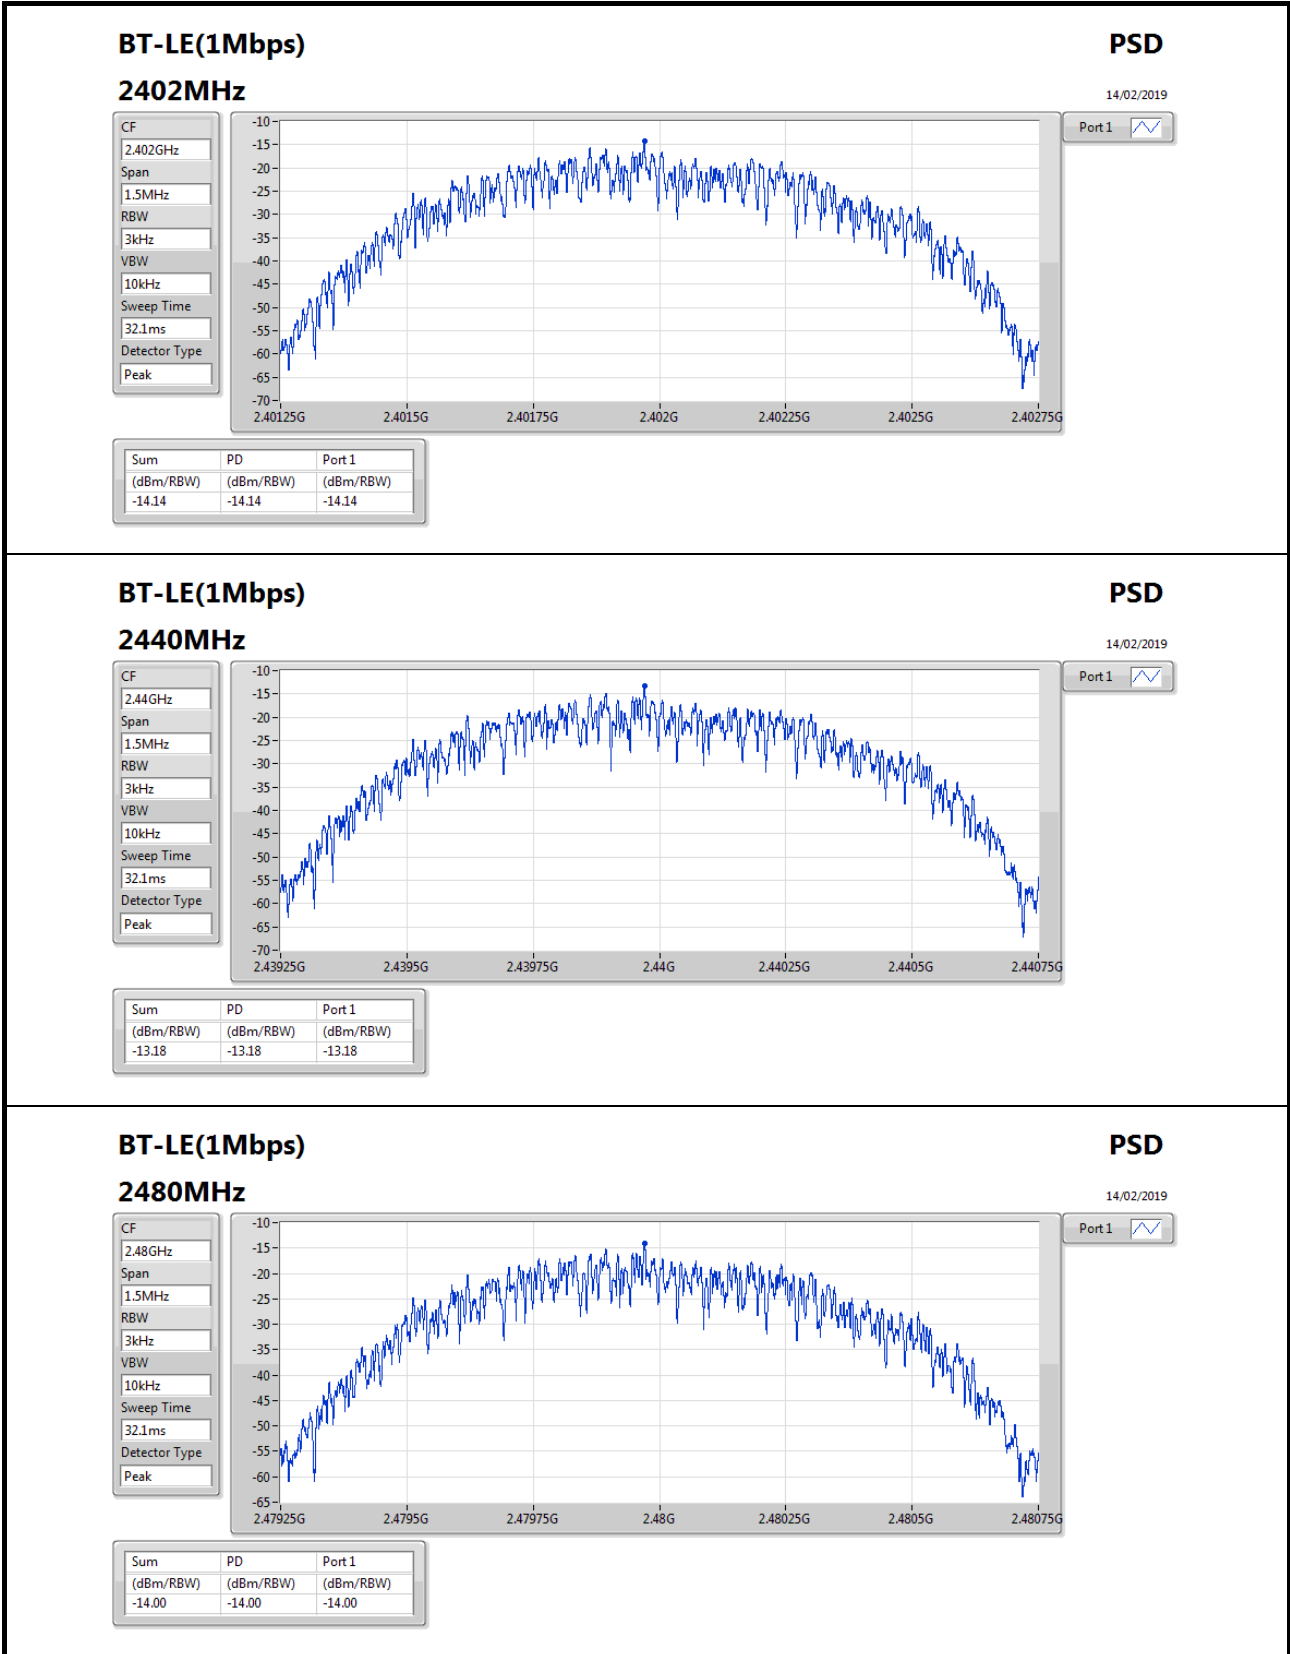 BT-LE(1Mbps) PSD
2402MHz 14/02/2019
CF
2.402GHz
Span
1.5MHz
RBW
3kHz
VBW
10kHz
Sweep Time
32.1ms
Detector Type
Peak
-10
-15
-20
-25
-30
-35
-40
-45
-50
-55
-60
-65
-70
2.40125G 2.4015G 2.40175G 2.402G 2.40225G 2.4025G 2.40275G
Port 1
Sum PD Port 1
(dBm/RBW) (dBm/RBW) (dBm/RBW)
-14.14 -14.14 -14.14
BT-LE(1Mbps) PSD
2440MHz 14/02/2019
CF
2.44GHz
Span
1.5MHz
RBW
3kHz
VBW
10kHz
Sweep Time
32.1ms
Detector Type
Peak
-10
-15
-20
-25
-30
-35
-40
-45
-50
-55
-60
-65
-70
2.43925G 2.4395G 2.43975G 2.44G 2.44025G 2.4405G 2.44075G
Port 1
Sum PD Port 1
(dBm/RBW) (dBm/RBW) (dBm/RBW)
-13.18 -13.18 -13.18
BT-LE(1Mbps) PSD
2480MHz 14/02/2019
CF
2.48GHz
Span
1.5MHz
RBW
3kHz
VBW
10kHz
Sweep Time
32.1ms
Detector Type
Peak
-10
-15
-20
-25
-30
-35
-40
-45
-50
-55
-60
-65
2.47925G 2.4795G 2.47975G 2.48G 2.48025G 2.4805G 2.48075G
Port 1
Sum PD Port 1
(dBm/RBW) (dBm/RBW) (dBm/RBW)
-14.00 -14.00 -14.00